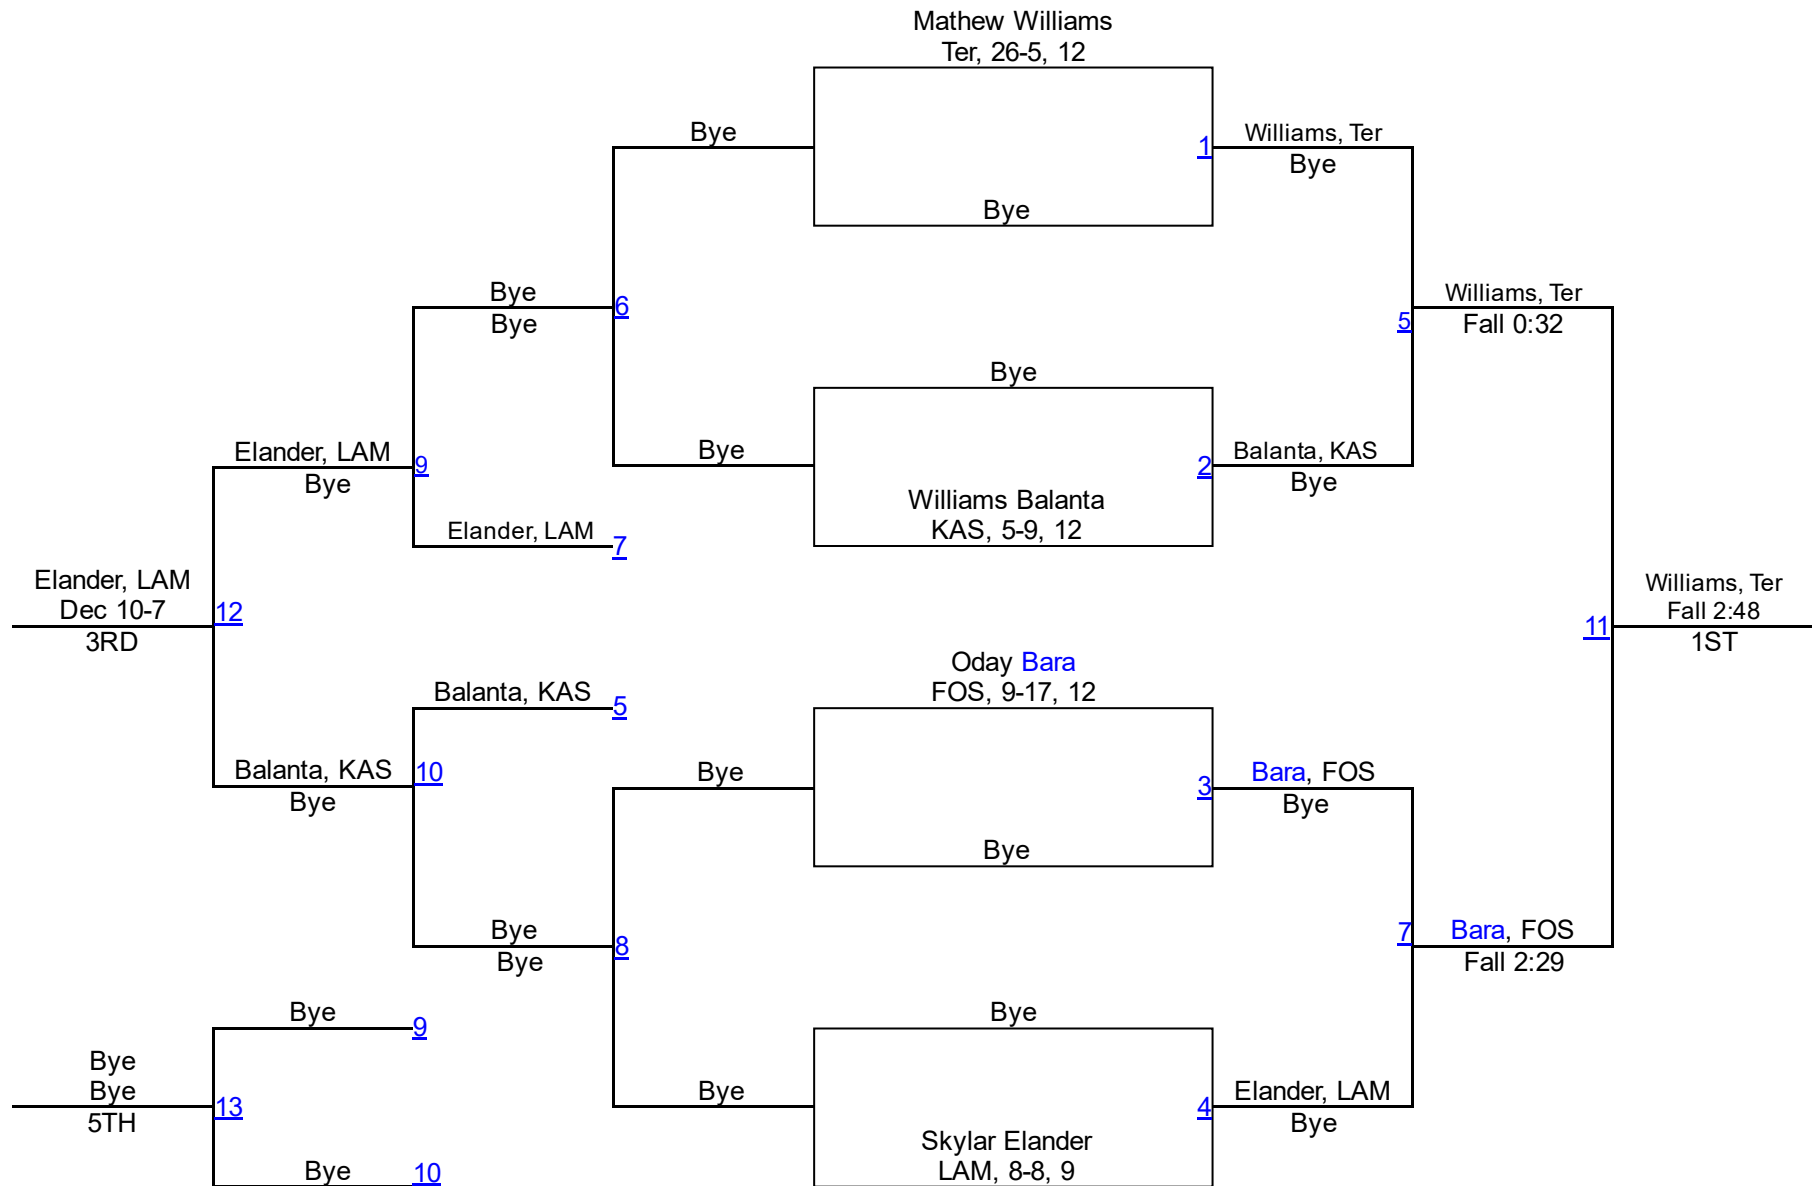 Mathew Williams
Ter, 26-5, 12
Bye
1
Williams, Ter
Bye
Bye
Bye
Bye
6
Williams, Ter
Fall 0:32
5
Bye
Elander, LAM
Bye
9
Bye
2
Balanta, KAS
Bye
Williams Balanta
KAS, 5-9, 12
Elander, LAM
7
Elander, LAM
Dec 10-7
3RD
12
Williams, Ter
Fall 2:48
1ST
11
Oday Bara
FOS, 9-17, 12
Balanta, KAS
5
Balanta, KAS
Bye
10
Bye
3
Bara, FOS
Bye
Bye
Bye
Bye
8
7
Bara, FOS
Fall 2:29
Bye
9
Bye
Bye
Bye
5TH
13
Bye
4
Elander, LAM
Bye
Skylar Elander
LAM, 8-8, 9
Bye
10